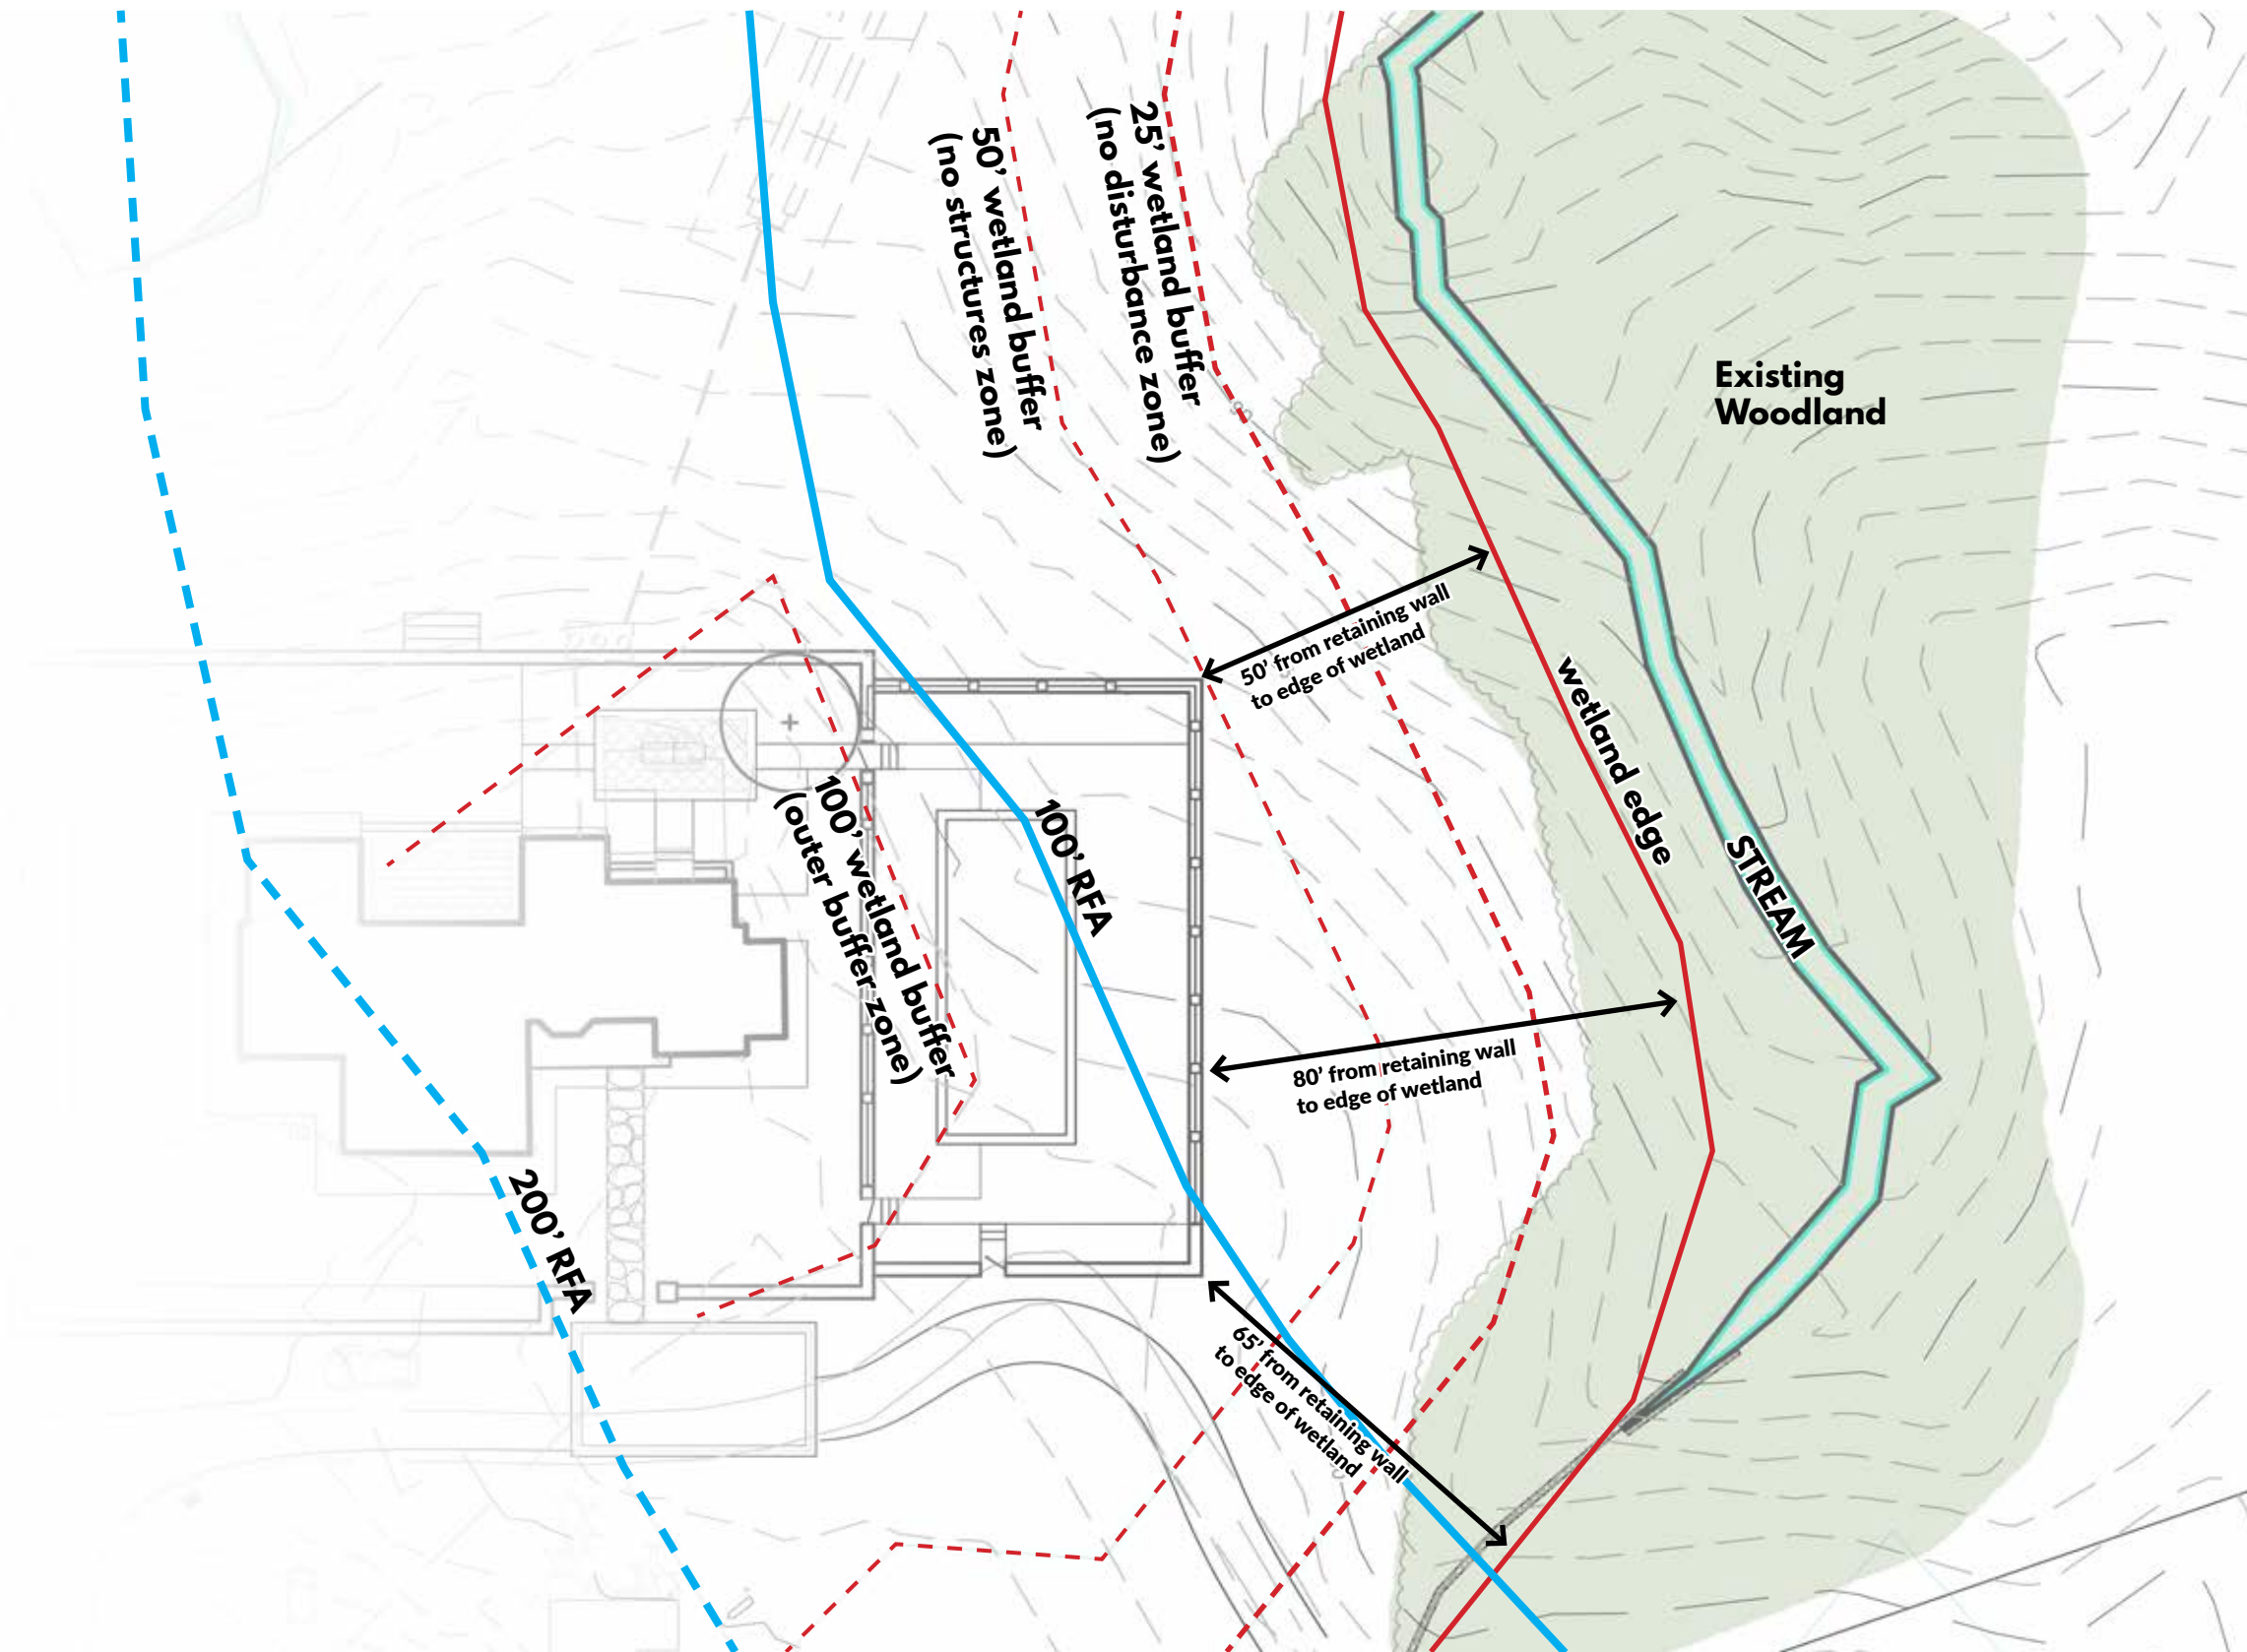 50’ wetland buffer
(no structures zone)
25’ wetland buffer
(no disturbance zone)
Existing
Woodland
50’ from retaining wall
to edge of wetland
wetland edge
STREAM
100’ wetland buffer
(outer buffer zone)
100’ RFA
80’ from retaining wall
to edge of wetland
200’ RFA
65’ from retaining wall
to edge of wetland